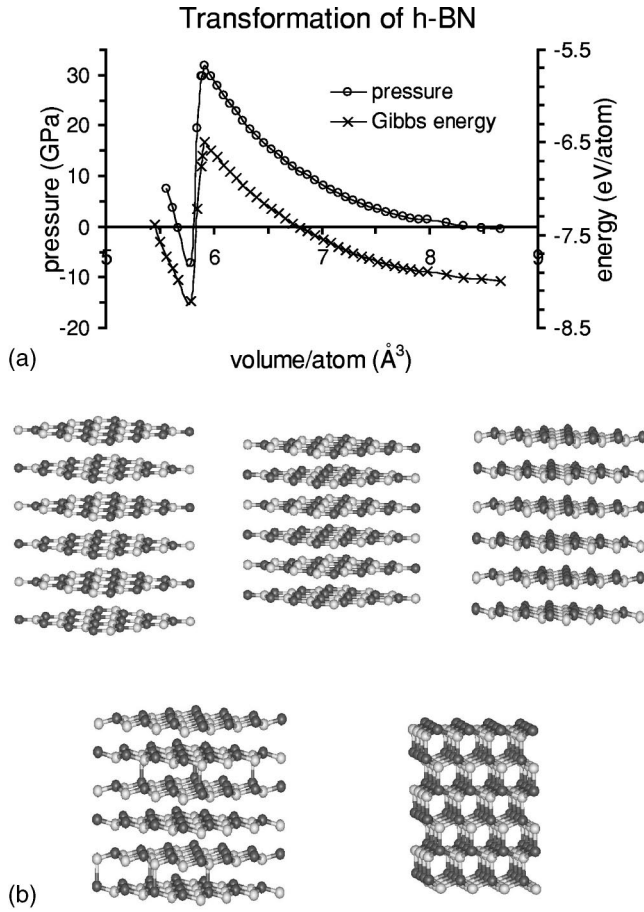 Transformation of h-BN
pressure (GPa)
30
20
10
0
-10
-20
5
6
7
8
9
-5.5
-6.5
-7.5
-8.5
energy (eV/atom)
pressure
Gibbs energy
(a)
volume/atom (Å³)
(b)